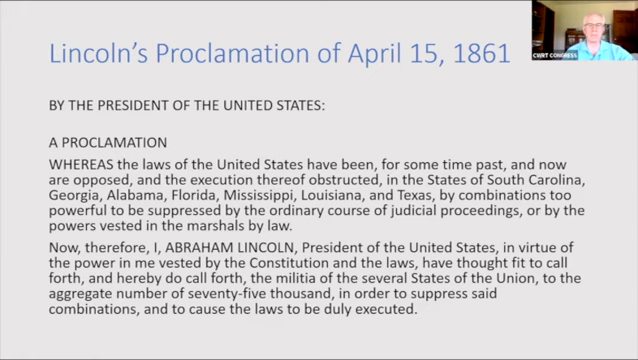 Lincoln's Proclamation of April 15, 1861
CWRT CONGRESS
BY THE PRESIDENT OF THE UNITED STATES:
A PROCLAMATION
WHEREAS the laws of the United States have been, for some time past, and now
are opposed, and the execution thereof obstructed, in the States of South Carolina,
Georgia, Alabama, Florida, Mississippi, Louisiana, and Texas, by combinations too
powerful to be suppressed by the ordinary course of judicial proceedings, or by the
powers vested in the marshals by law.
Now, therefore, I, ABRAHAM LINCOLN, President of the United States, in virtue of
the power in me vested by the Constitution and the laws, have thought fit to call
forth, and hereby do call forth, the militia of the several States of the Union, to the
aggregate number of seventy-five thousand, in order to suppress said
combinations, and to cause the laws to be duly executed.